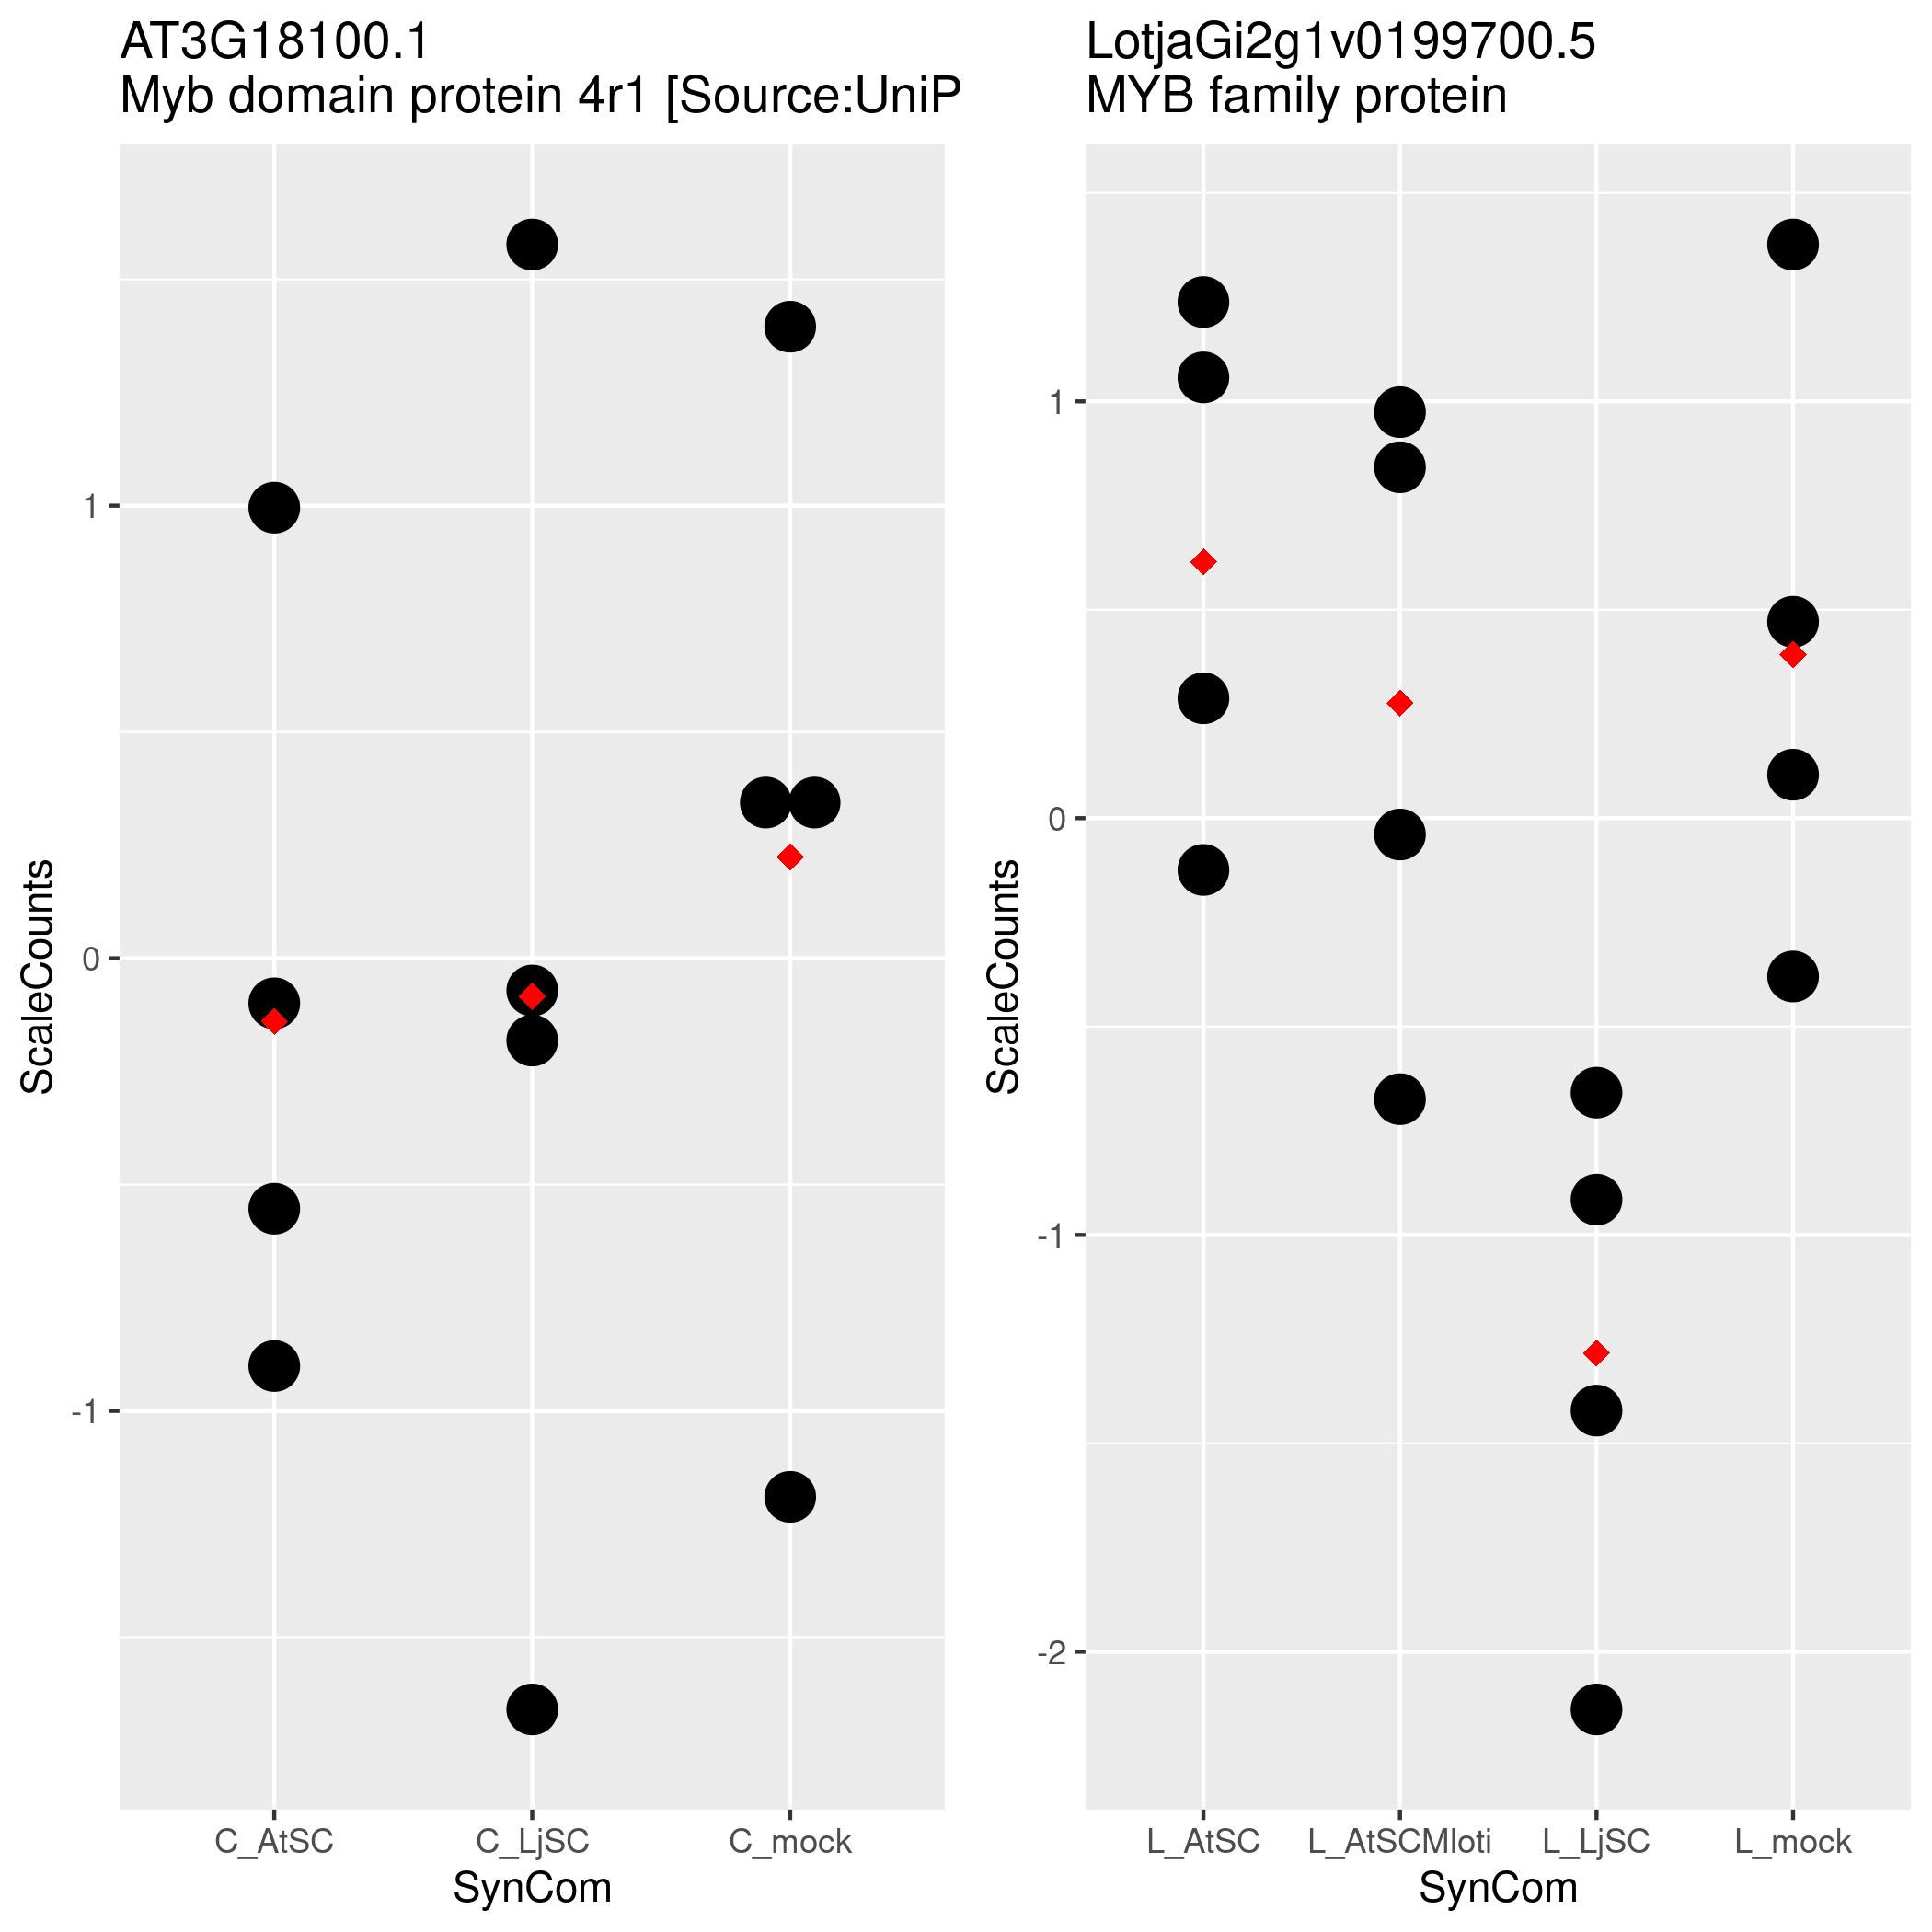 AT3G18100.1
Myb domain protein 4r1 [Source:UniP
ScaleCounts
1
0
-1
C_AtSC C_LjSC C_mock
SynCom
LotjaGi2g1v0199700.5
MYB family protein
ScaleCounts
1
0
-1
-2
L_AtSC L_AtSCMloti L_LjSC L_mock
SynCom